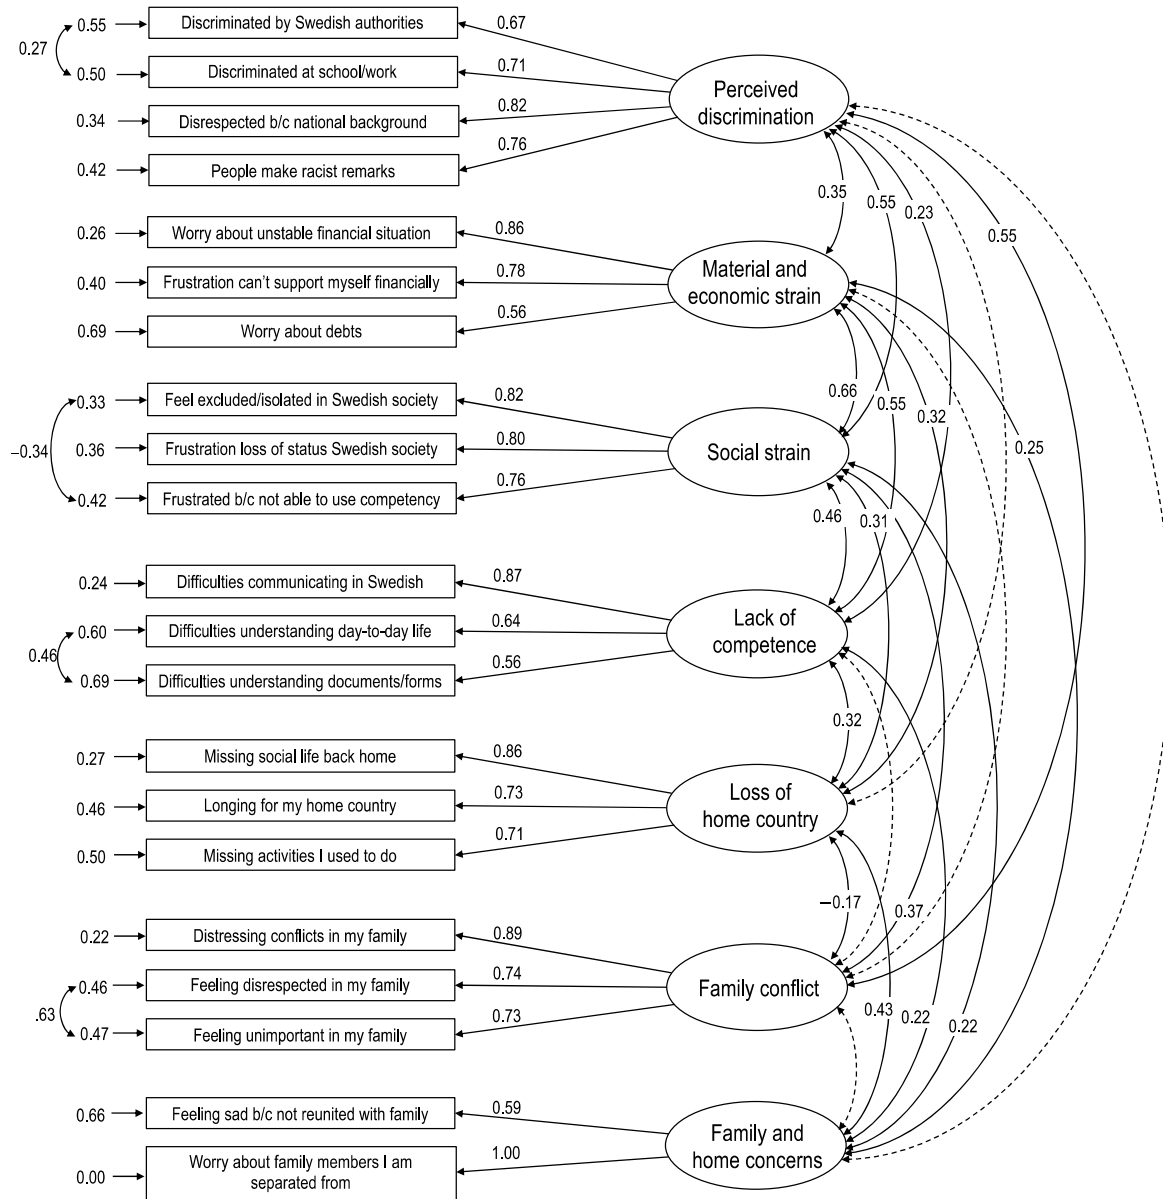 0.55
Discriminated by Swedish authorities
0.67
0.27
0.50
Discriminated at school/work
0.71
Perceived
discrimination
0.34
Disrespected b/c national background
0.82
0.42
People make racist remarks
0.76
0.35
0.55
0.23
0.55
0.26
Worry about unstable financial situation
0.86
0.40
Frustration can't support myself financially
0.78
Material and
economic strain
0.69
Worry about debts
0.56
0.66
0.55
0.32
0.25
0.33
Feel excluded/isolated in Swedish society
0.82
−0.34
0.36
Frustration loss of status Swedish society
0.80
Social strain
0.42
Frustrated b/c not able to use competency
0.76
0.46
0.31
0.24
Difficulties communicating in Swedish
0.87
0.60
Difficulties understanding day-to-day life
0.64
Lack of
competence
0.46
0.69
Difficulties understanding documents/forms
0.56
0.32
0.27
Missing social life back home
0.86
0.46
Longing for my home country
0.73
Loss of
home country
0.50
Missing activities I used to do
0.71
−0.17
0.37
0.22
Distressing conflicts in my family
0.89
0.46
Feeling disrespected in my family
0.74
Family conflict
.63
0.47
Feeling unimportant in my family
0.73
0.43
0.22
0.22
0.66
Feeling sad b/c not reunited with family
0.59
Family and
home concerns
0.00
Worry about family members I am
separated from
1.00